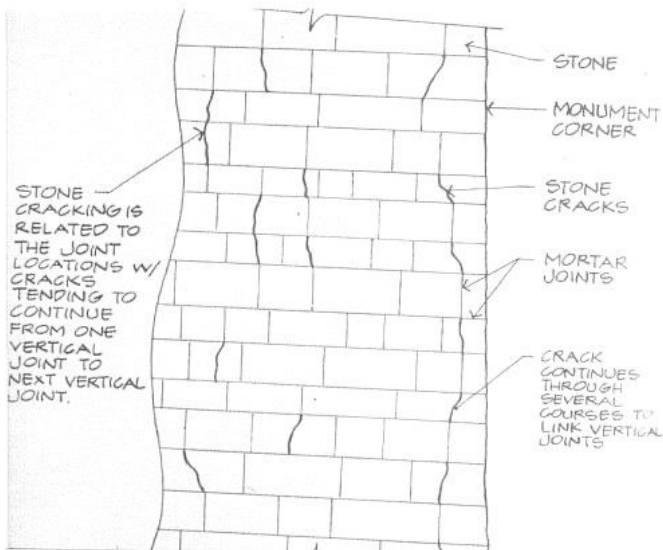 STONE
MONUMENT
CORNER
STONE
CRACKING IS
RELATED TO
THE JOINT
LOCATIONS W/
CRACKS
TENDING TO
CONTINUE
FROM ONE
VERTICAL
JOINT TO
NEXT VERTICAL
JOINT.
STONE
CRACKS
MORTAR
JOINTS
CRACK
CONTINUES
THROUGH
SEVERAL
COURSES TO
LINK VERTICAL
JOINTS